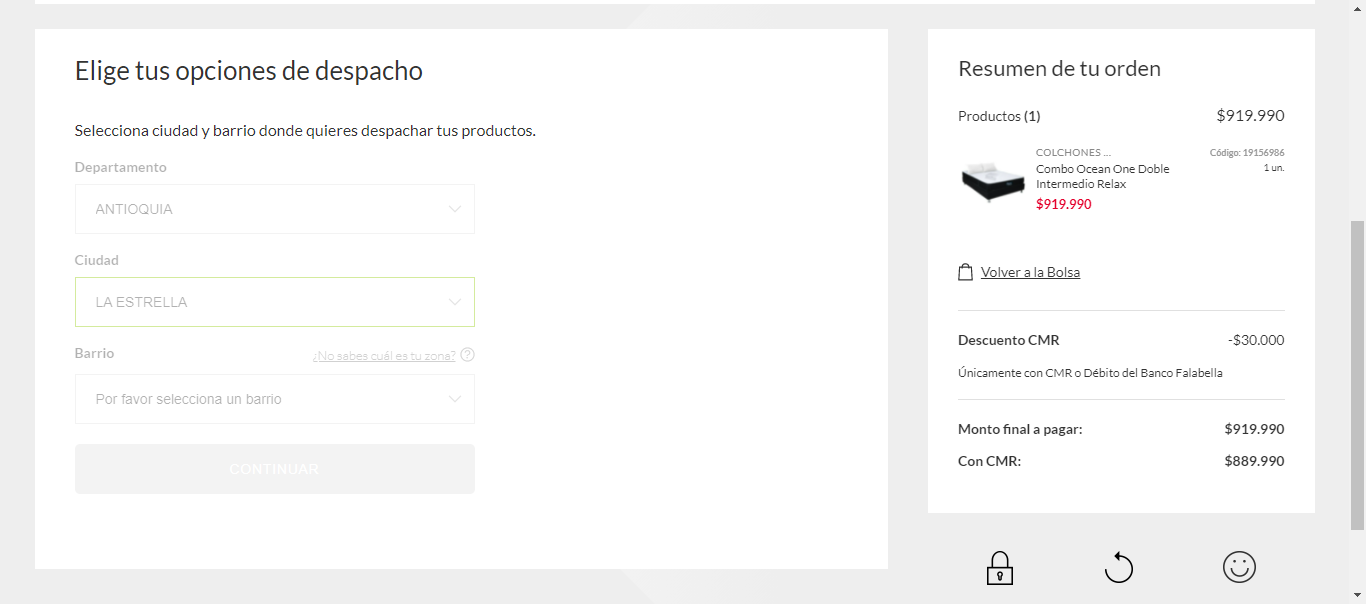 Elige tus opciones de despacho
Selecciona ciudad y barrio donde quieres despachar tus productos.
Departamento
ANTIOQUIA
Ciudad
LA ESTRELLA
Barrio
¿No sabes cuál es tu zona? ?
Por favor selecciona un barrio
CONTINUAR
Resumen de tu orden
Productos (1) $919.990
COLCHONES ... Código: 19156986
Combo Ocean One Doble 1 un.
Intermedio Relax
$919.990
Volver a la Bolsa
Descuento CMR -$30.000
Únicamente con CMR o Débito del Banco Falabella
Monto final a pagar: $919.990
Con CMR: $889.990